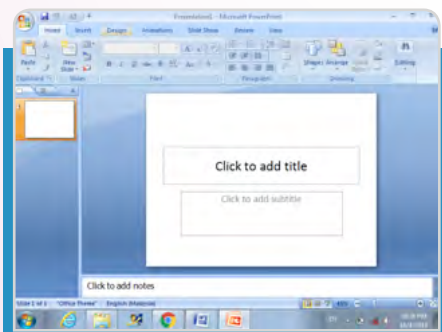 Presentation1 - Microsoft PowerPoint
Home Insert Design Animations Slide Show Review View
Paste New Slide Shapes Arrange Editing
Clipboard Slides Font Paragraph Drawing
1
Click to add title
Click to add subtitle
Click to add notes
Slide 1 of 1 "Office Theme" English (Malaysia)
EN